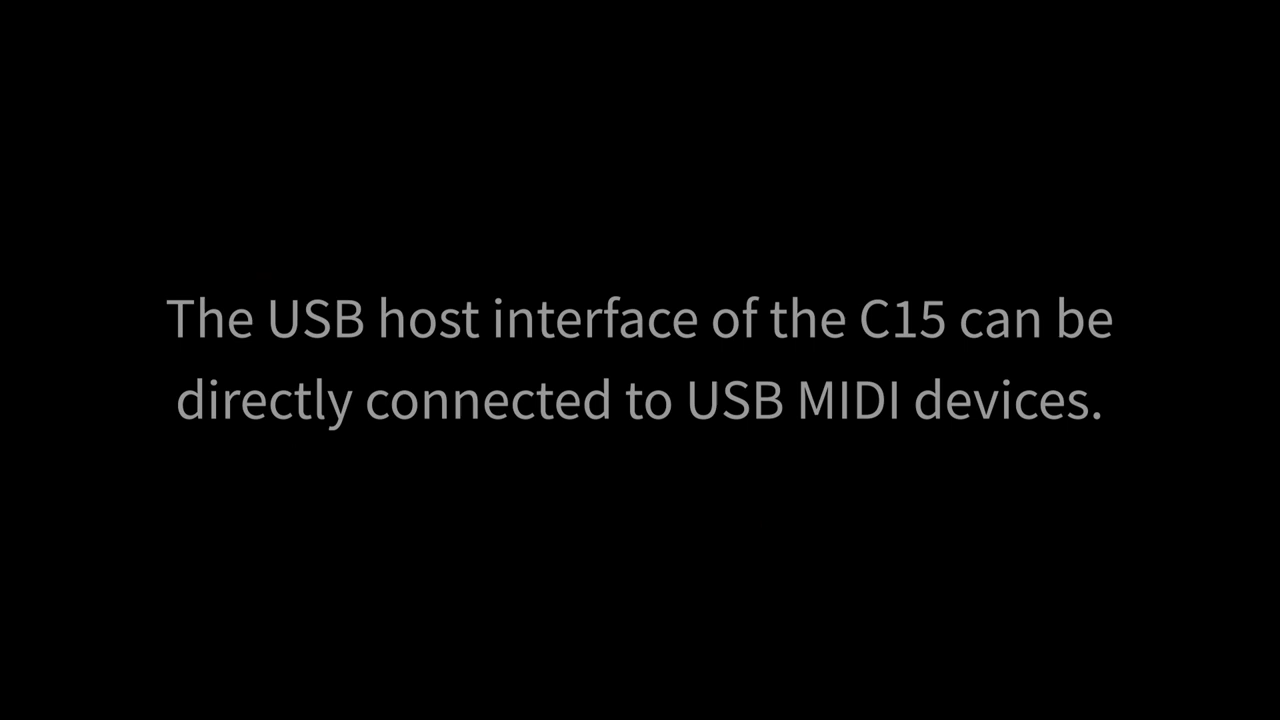 The USB host interface of the C15 can be
directly connected to USB MIDI devices.